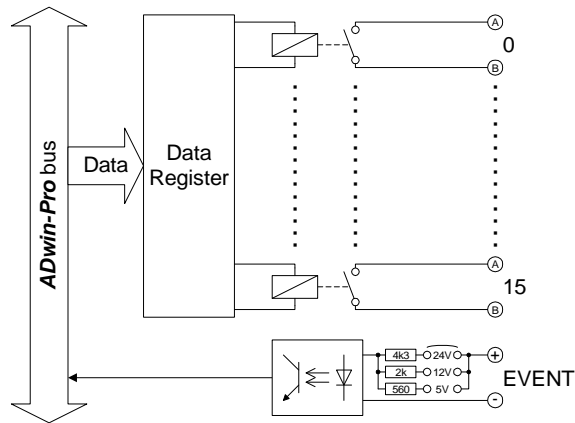 A
0
B
ADwin-Pro bus
Data
Data
Register
A
15
B
4k3 24V +
2k 12V EVENT
560 5V -